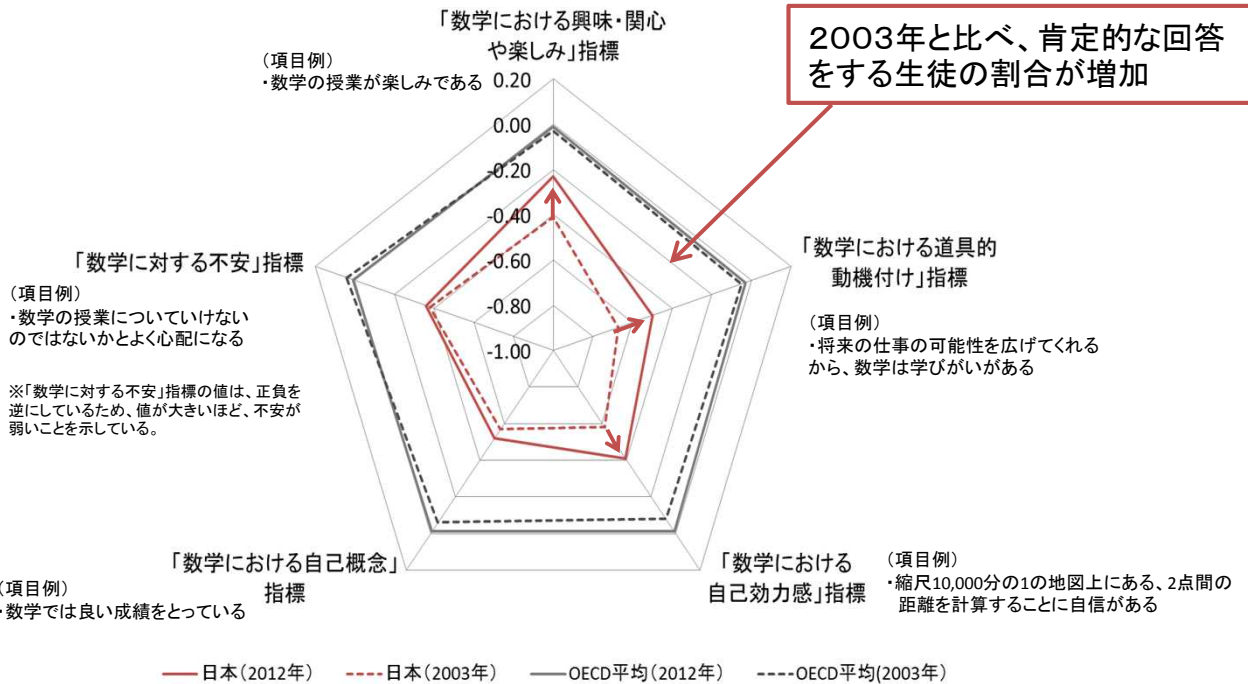 「数学における興味・関心
や楽しみ」指標
(項目例)
・数学の授業が楽しみである
2003年と比べ、肯定的な回答
をする生徒の割合が増加
0.20
0.00
-0.20
-0.40
-0.60
-0.80
-1.00
「数学に対する不安」指標
(項目例)
・数学の授業についていけない
のではないかとよく心配になる
※「数学に対する不安」指標の値は、正負を
逆にしているため、値が大きいほど、不安が
弱いことを示している。
「数学における道具的
動機付け」指標
(項目例)
・将来の仕事の可能性を広げてくれる
から、数学は学びがいがある
「数学における自己概念」
指標
(項目例)
・数学では良い成績をとっている
「数学における
自己効力感」指標
(項目例)
・縮尺10,000分の1の地図上にある、2点間の
距離を計算することに自信がある
日本(2012年)
日本(2003年)
OECD平均(2012年)
OECD平均(2003年)